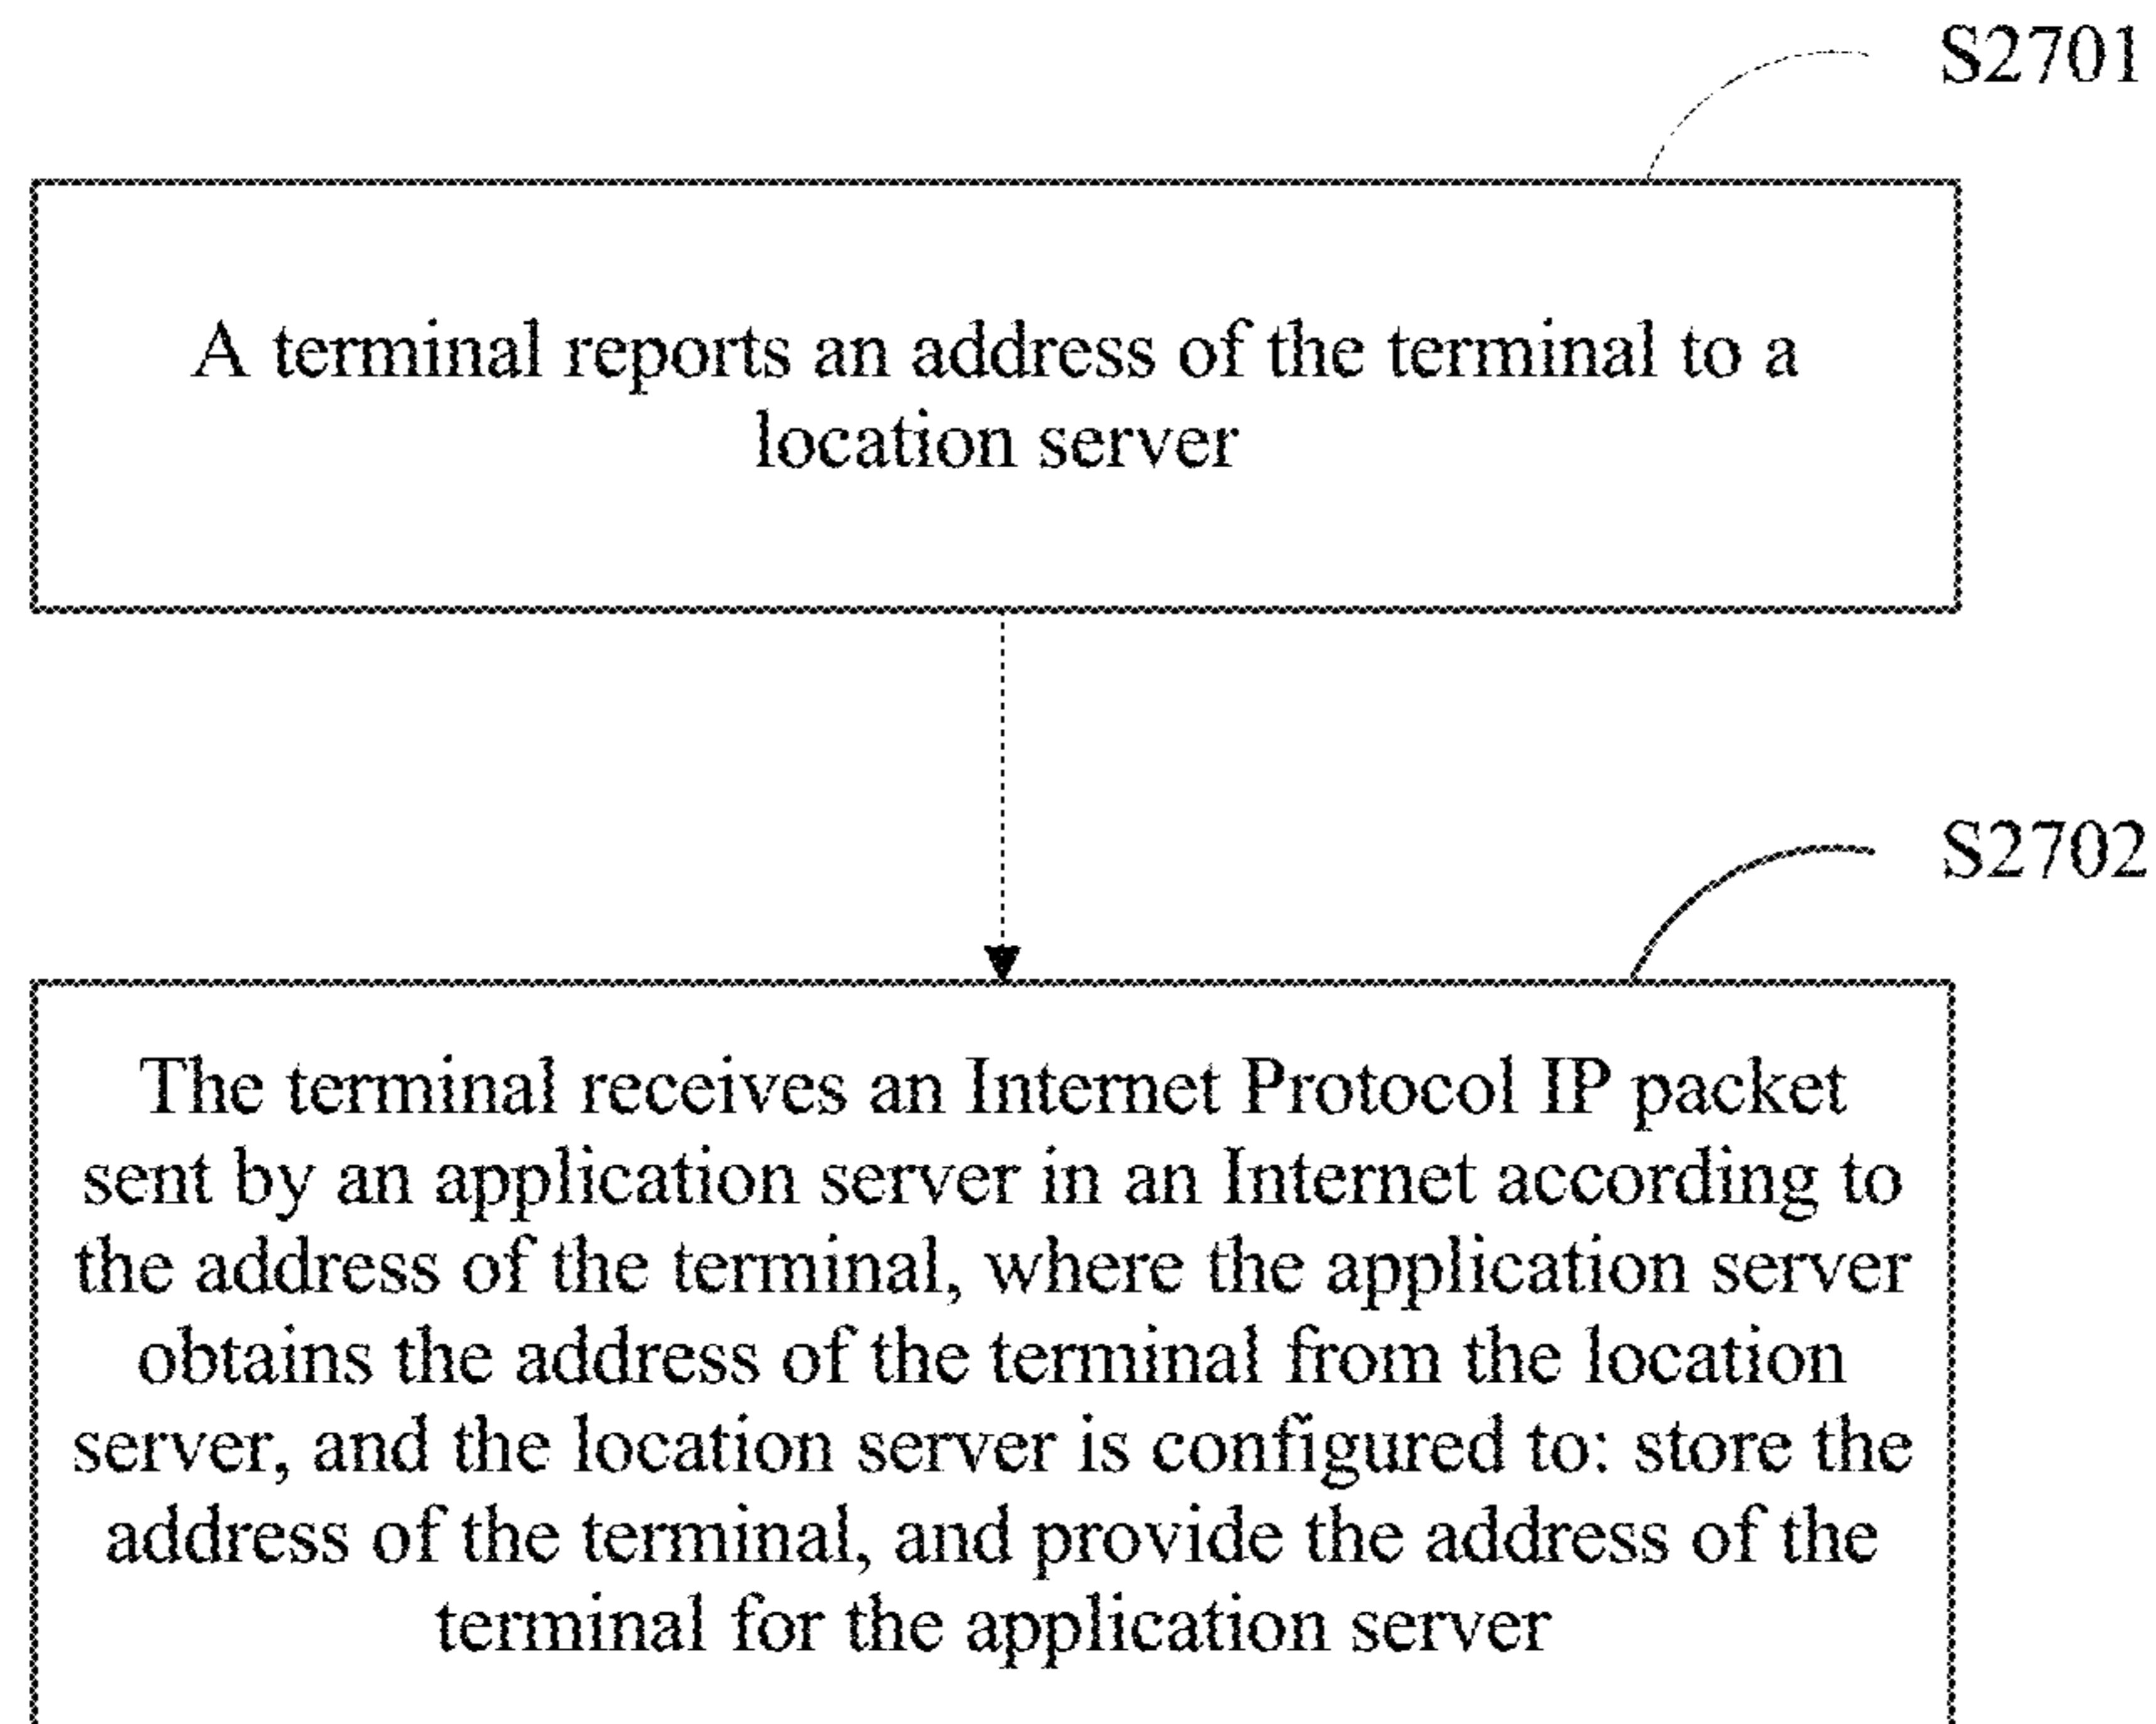 S2701
A terminal reports an address of the terminal to a
location server
S2702
The terminal receives an Internet Protocol IP packet
sent by an application server in an Internet according to
the address of the terminal, where the application server
obtains the address of the terminal from the location
server, and the location server is configured to: store the
address of the terminal, and provide the address of the
terminal for the application server